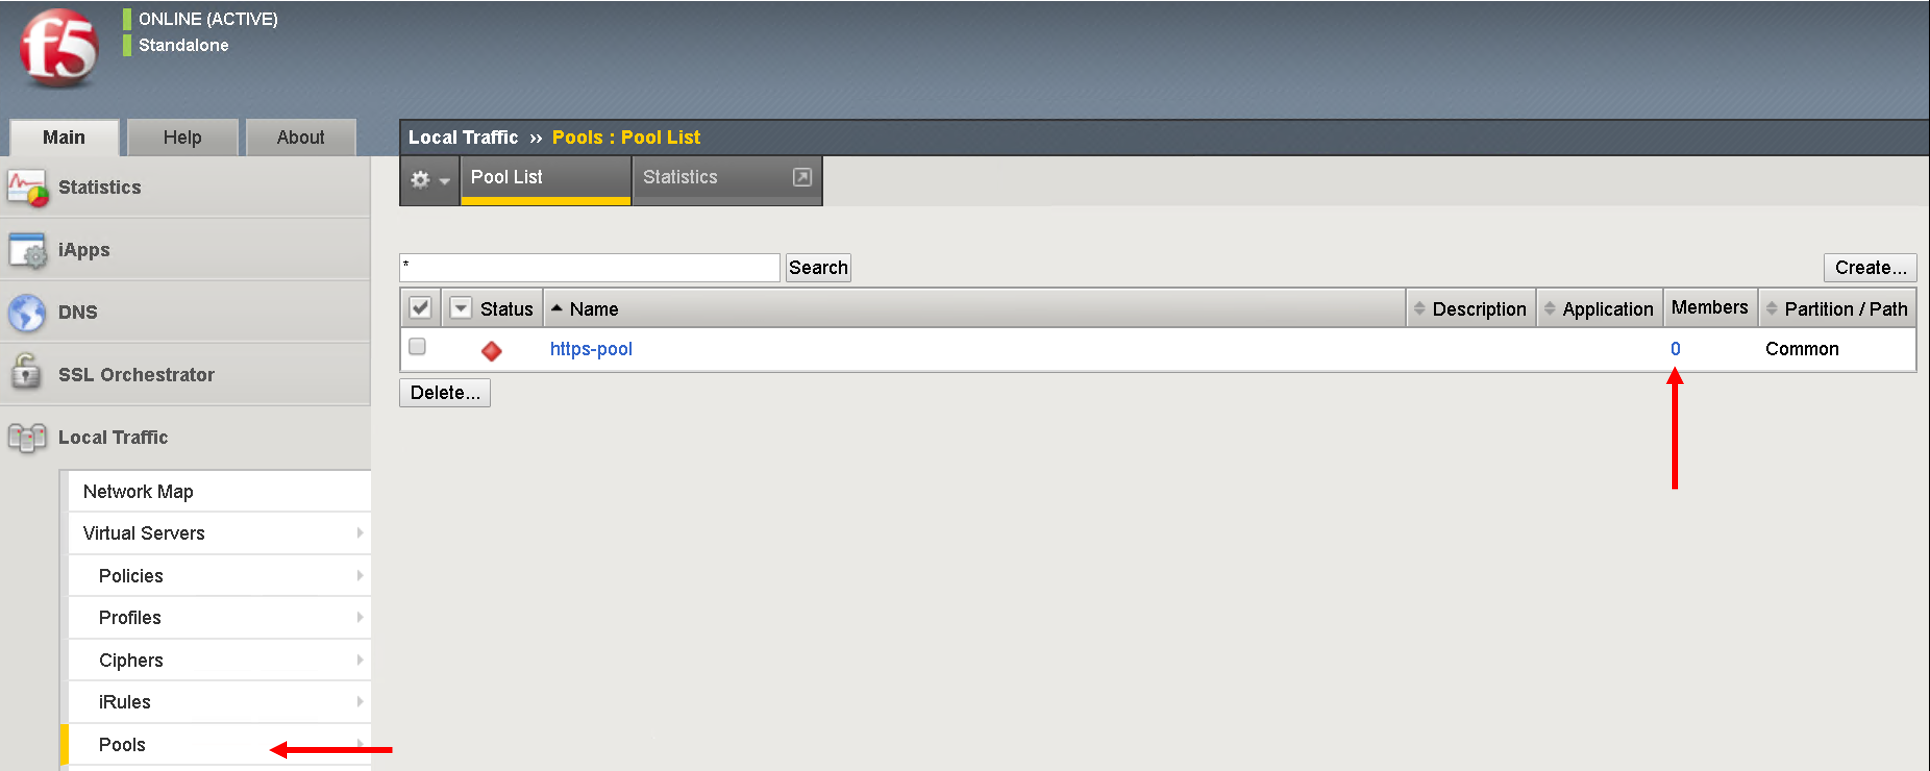 f5
ONLINE (ACTIVE)
Standalone
Main Help About
Statistics
iApps
DNS
SSL Orchestrator
Local Traffic
Network Map
Virtual Servers
Policies
Profiles
Ciphers
iRules
Pools
Local Traffic ›› Pools : Pool List
Pool List Statistics
* Search Create...
Status Name Description Application Members Partition / Path
https-pool 0 Common
Delete...